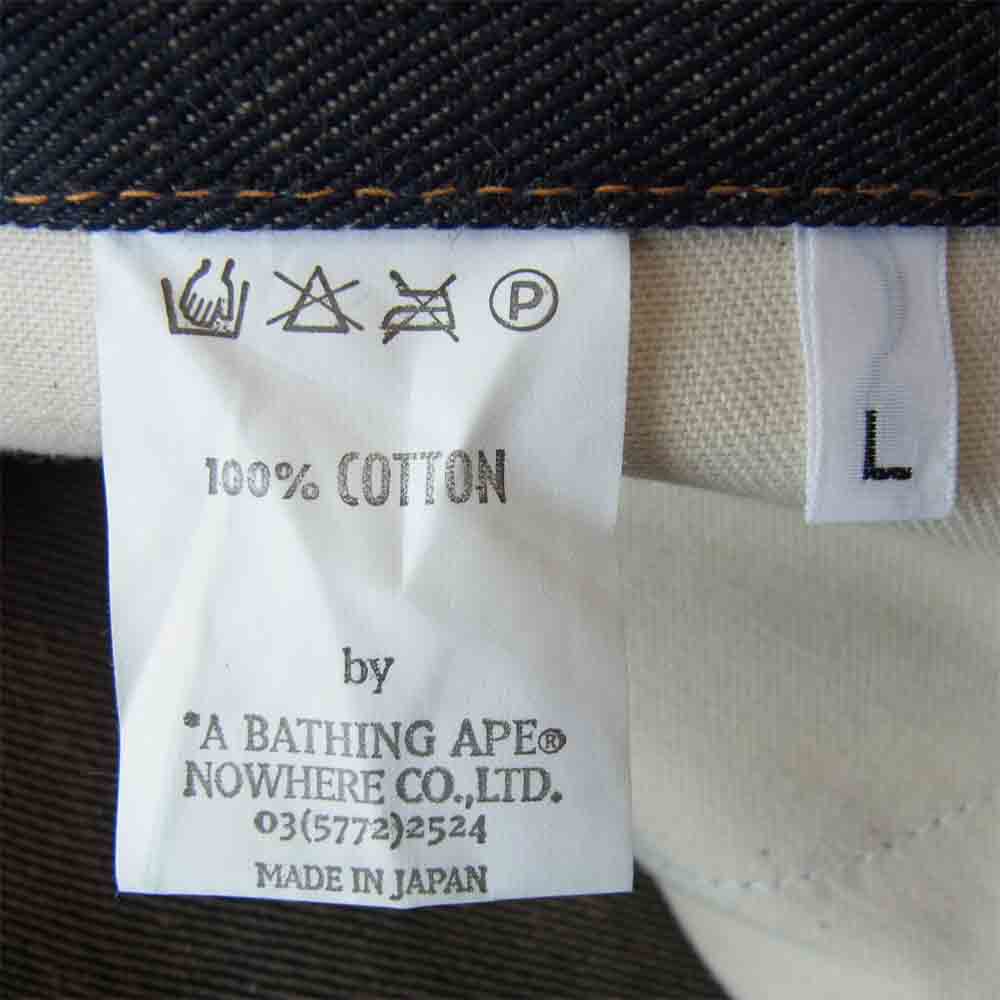 P
100% COTTON
by
*A BATHING APE®
NOWHERE CO.,LTD.
03(5772)2524
MADE IN JAPAN
L